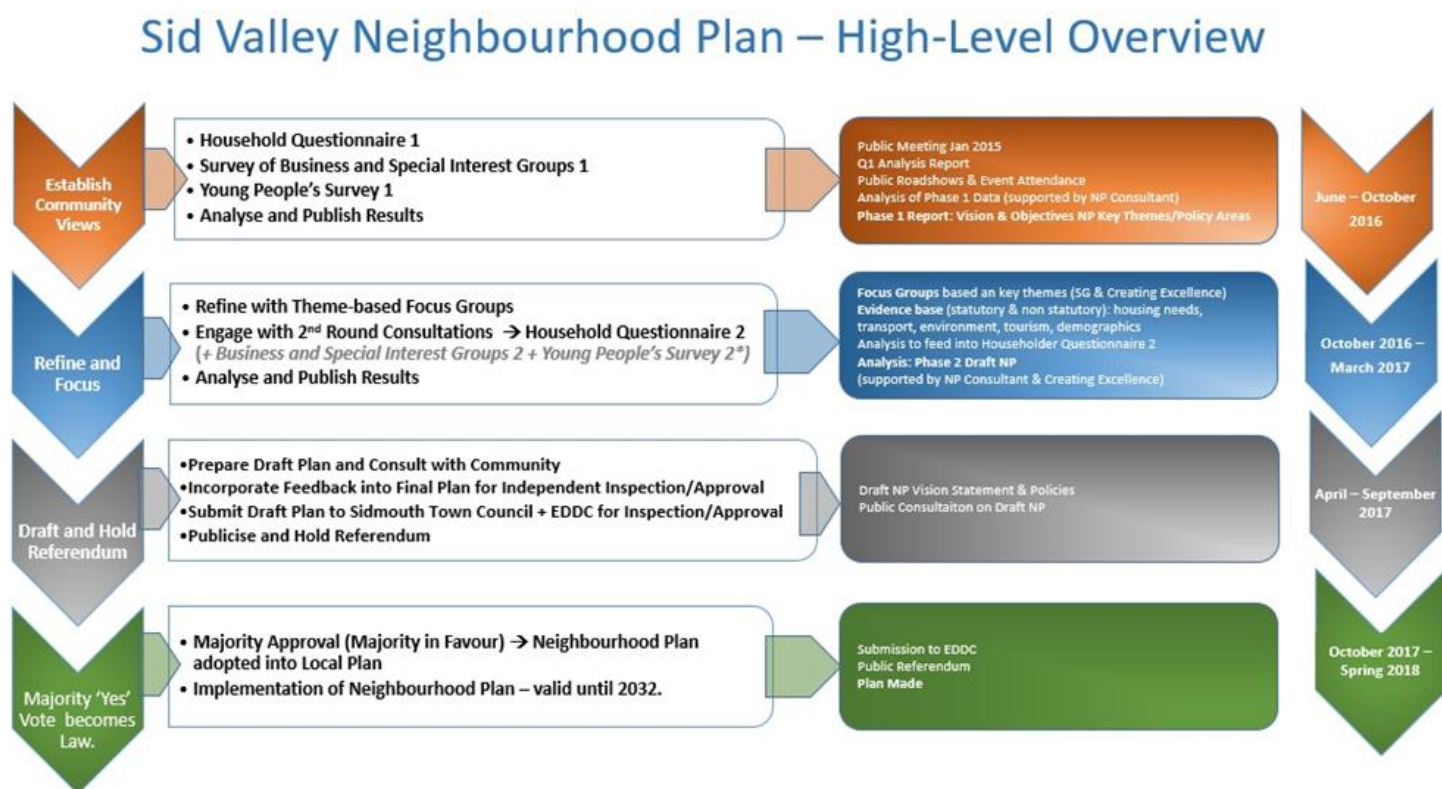 Sid Valley Neighbourhood Plan – High-Level Overview
Establish
Community
Views
• Household Questionnaire 1
• Survey of Business and Special Interest Groups 1
• Young People's Survey 1
• Analyse and Publish Results
Public Meeting Jan 2015
Q1 Analysis Report
Public Roadshows & Event Attendance
Analysis of Phase 1 Data (supported by NP Consultant)
Phase 1 Report: Vision & Objectives NP Key Themes/Policy Areas
June – October
2016
Refine and
Focus
• Refine with Theme-based Focus Groups
• Engage with 2nd Round Consultations → Household Questionnaire 2
(+ Business and Special Interest Groups 2 + Young People's Survey 2*)
• Analyse and Publish Results
Focus Groups based an key themes (SG & Creating Excellence)
Evidence base (statutory & non statutory): housing needs,
transport, environment, tourism, demographics
Analysis to feed into Householder Questionnaire 2
Analysis: Phase 2 Draft NP
(supported by NP Consultant & Creating Excellence)
October 2016 –
March 2017
Draft and Hold
Referendum
•Prepare Draft Plan and Consult with Community
•Incorporate Feedback into Final Plan for Independent Inspection/Approval
•Submit Draft Plan to Sidmouth Town Council + EDDC for Inspection/Approval
•Publicise and Hold Referendum
Draft NP Vision Statement & Policies
Public Consultaiton on Draft NP
April – September
2017
Majority 'Yes'
Vote becomes
Law.
• Majority Approval (Majority in Favour) → Neighbourhood Plan
adopted into Local Plan
• Implementation of Neighbourhood Plan – valid until 2032.
Submission to EDDC
Public Referendum
Plan Made
October 2017 –
Spring 2018